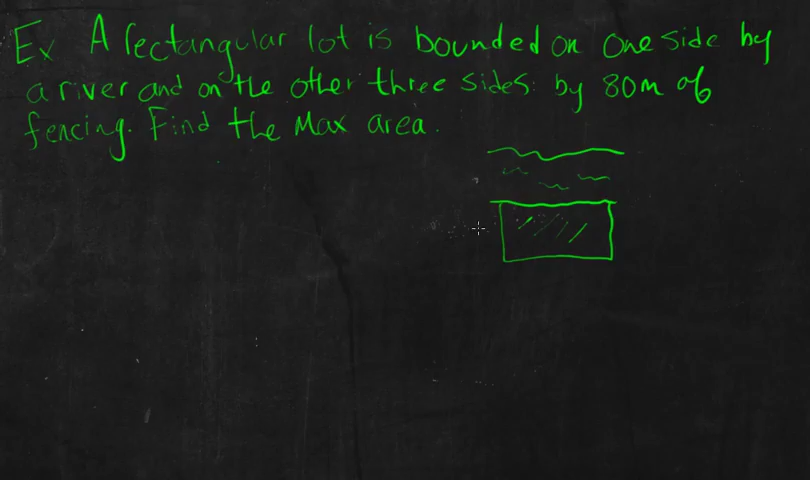 Ex A rectangular lot is bounded on one side by
a river and on the other three sides by 80m of
fencing. Find the Max area.